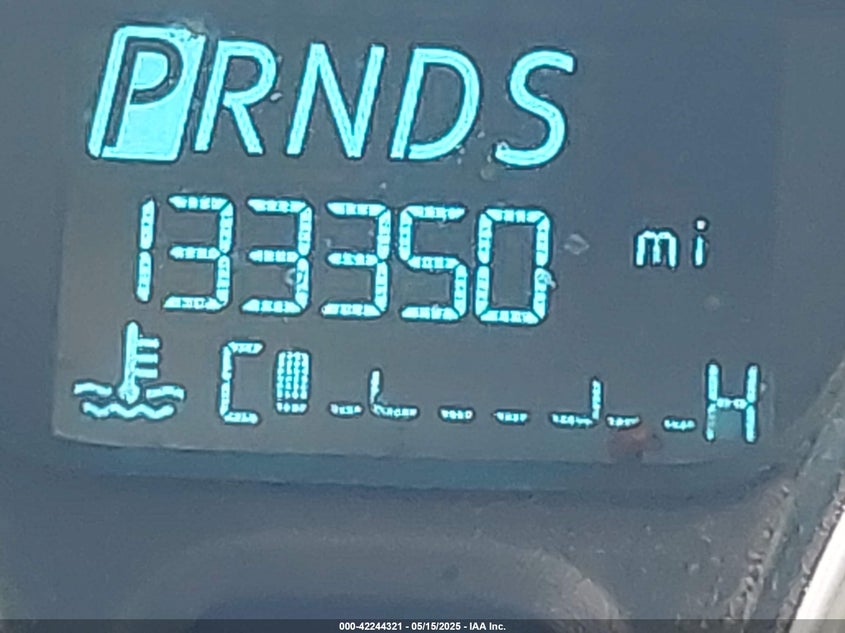 PRNDS
133350 mi
C H
000-42244321 - 05/15/2025 - IAA Inc.